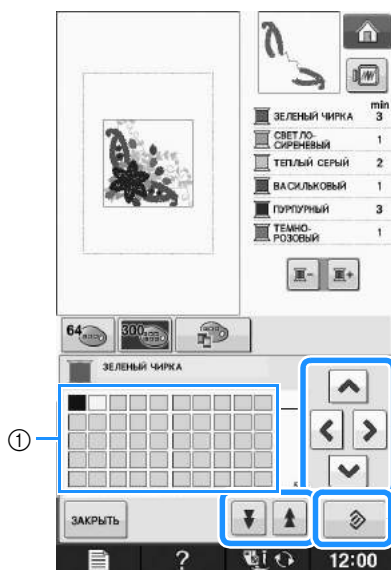 min
ЗЕЛЕНЫЙ ЧИРКА 3
СВЕТЛО-
СИРЕНЕВЫЙ 1
ТЕПЛЫЙ СЕРЫЙ 2
ВАСИЛЬКОВЫЙ 1
ПУРПУРНЫЙ 3
ТЕМНО-
РОЗОВЫЙ 1
- +
64 300
ЗЕЛЕНЫЙ ЧИРКА
1
ЗАКРЫТЬ
? i 12:00